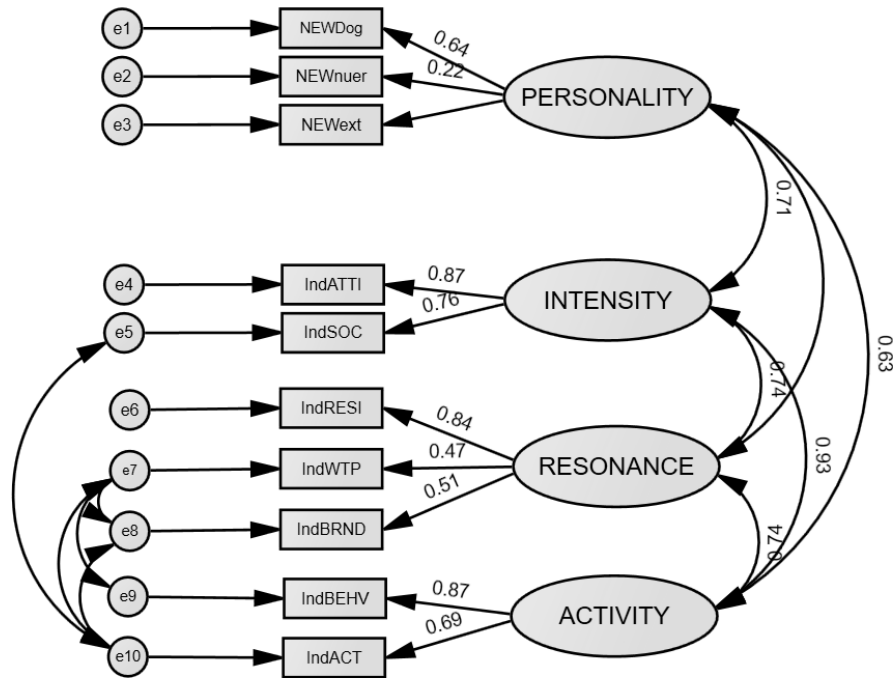 e1
NEWDog
0.64
e2
NEWnuer
0.22
PERSONALITY
e3
NEWext
0.71
e4
IndATTI
0.87
INTENSITY
e5
IndSOC
0.76
0.63
0.74
e6
IndRESI
0.84
0.93
e7
IndWTP
0.47
RESONANCE
e8
IndBRND
0.51
0.74
e9
IndBEHV
0.87
ACTIVITY
e10
IndACT
0.69